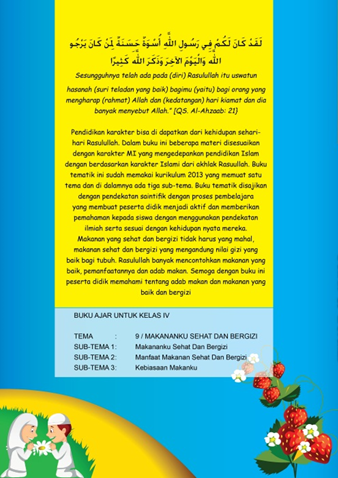 لَقَدْ كَانَ لَكُمْ فِي رَسُولِ اللَّهِ أُسْوَةٌ حَسَنَةٌ لِمَنْ كَانَ يَرْجُو
اللَّهَ وَالْيَوْمَ الآخِرَ وَذَكَرَ اللَّهَ كَثِيرًا
Sesungguhnya telah ada pada (diri) Rasulullah itu uswatun
hasanah (suri teladan yang baik) bagimu (yaitu) bagi orang yang
mengharap (rahmat) Allah dan (kedatangan) hari kiamat dan dia
banyak menyebut Allah." [QS. Al-Ahzaab: 21}
Pendidikan karakter bisa di dapatkan dari kehidupan sehari-
hari Rasulullah. Dalam buku ini beberapa materi disesuaikan
dengan karakter MI yang mengedepankan pendidikan Islam
dengan berdasarkan karakter Islami dari akhlak Rasuullah. Buku
tematik ini sudah memakai kurikulum 2013 yang memuat satu
tema dan di dalamnya ada tiga sub-tema. Buku tematik disajikan
dengan pendekatan saintifik dengan proses pembelajara
yang membuat peserta didik menjadi aktif dan memberikan
pemahaman kepada siswa dengan menggunakan pendekatan
ilmiah serta sesuai dengan kehidupan nyata mereka.
Makanan yang sehat dan bergizi tidak harus yang mahal,
makanan sehat dan bergizi yang mengandung nilai gizi yang
baik bagi tubuh. Rasulullah banyak mencontohkan makanan yang
baik, pemanfaatannya dan adab makan. Semoga dengan buku ini
peserta didik memahami tentang adab makan dan makanan yang
baik dan bergizi
BUKU AJAR UNTUK KELAS IV
TEMA : 9 / MAKANANKU SEHAT DAN BERGIZI
SUB-TEMA 1: Makananku Sehat Dan Bergizi
SUB-TEMA 2: Manfaat Makanan Sehat Dan Bergizi
SUB-TEMA 3: Kebiasaan Makanku